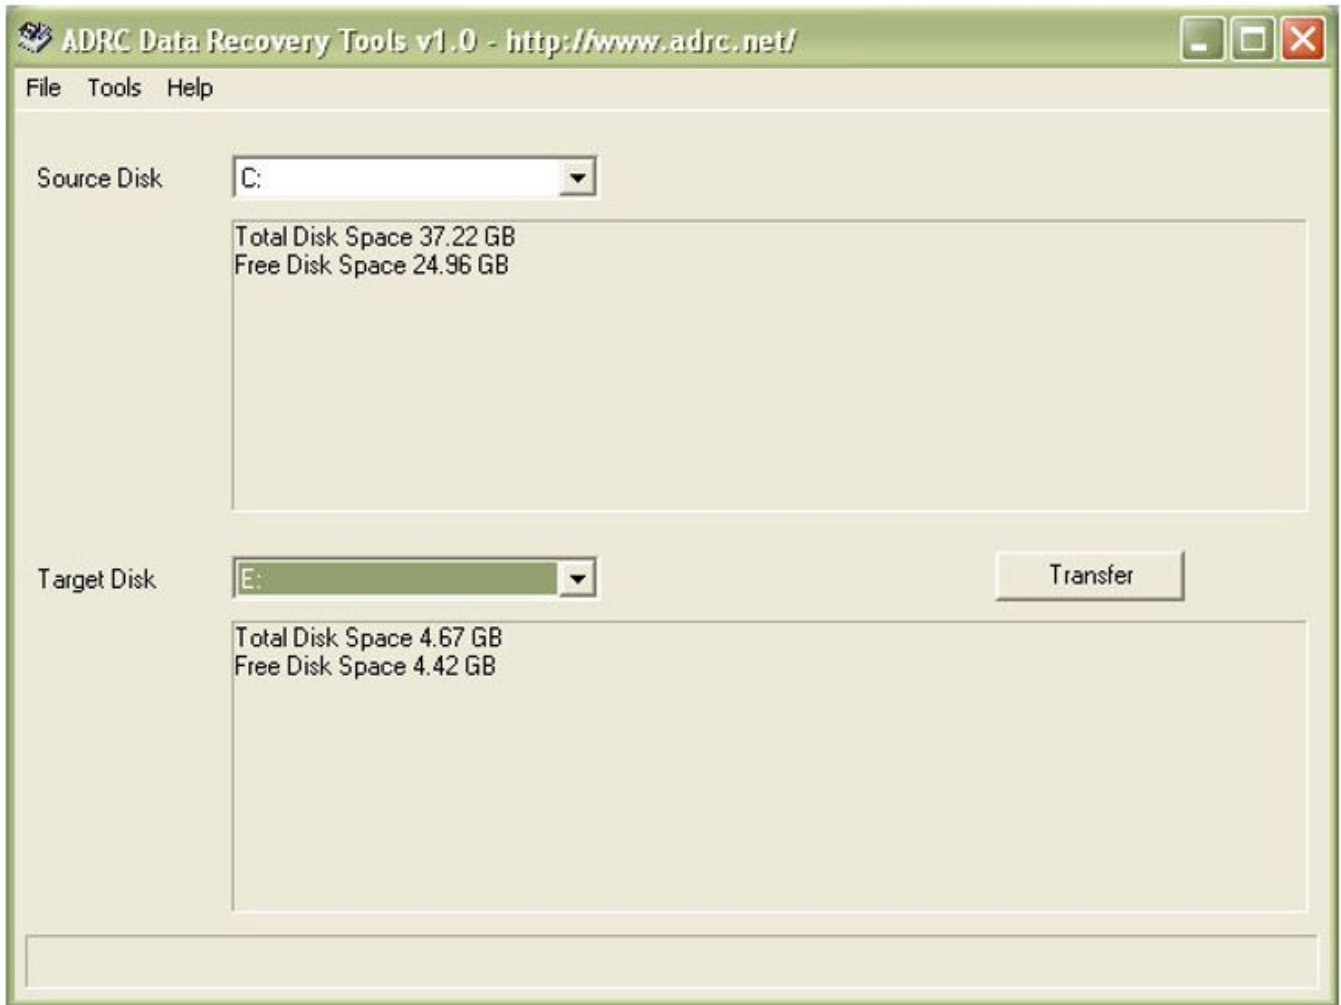 ADRC Data Recovery Tools v1.0 - http://www.adrc.net/
File Tools Help
Source Disk C:
Total Disk Space 37.22 GB
Free Disk Space 24.96 GB
Target Disk E: Transfer
Total Disk Space 4.67 GB
Free Disk Space 4.42 GB